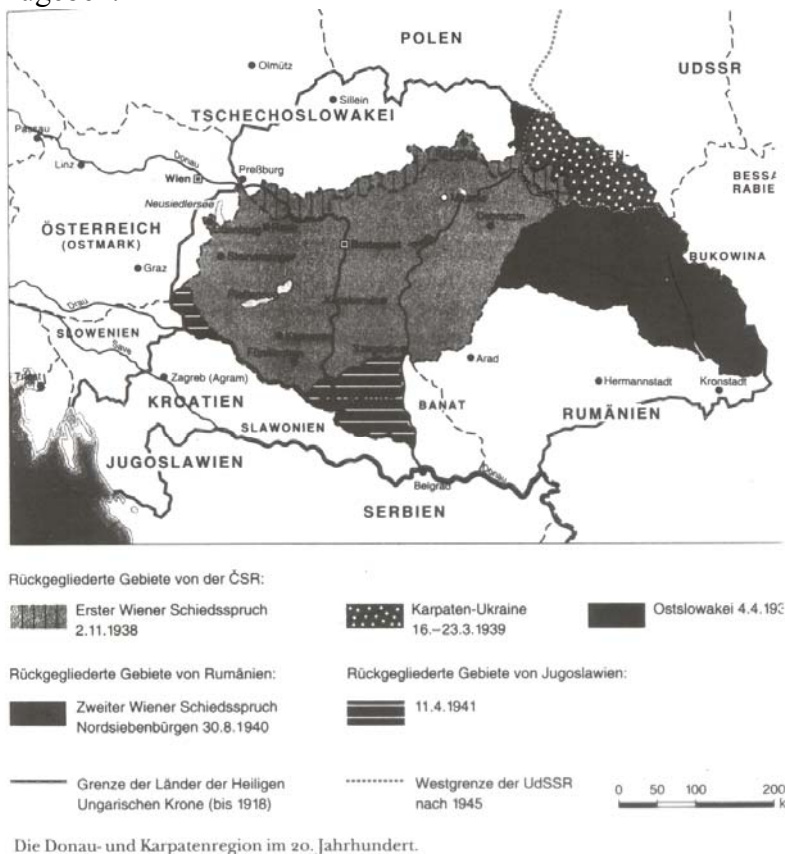 POLEN
UDSSR
Olmütz
Sillein
TSCHECHOSLOWAKEI
Passau
Linz
Donau
Wien
Preßburg
Neusiedlersee
BESSA
RABIE
ÖSTERREICH
(OSTMARK)
Budapest
BUKOWINA
Graz
Drau
SLOWENIEN
Save
Arad
Triest
Zagreb (Agram)
Hermannstadt
Kronstadt
KROATIEN
BANAT
RUMÄNIEN
SLAWONIEN
JUGOSLAWIEN
Donau
Belgrad
SERBIEN
Rückgegliederte Gebiete von der ČSR:
Erster Wiener Schiedsspruch
2.11.1938
Karpaten-Ukraine
16.–23.3.1939
Ostslowakei 4.4.193
Rückgegliederte Gebiete von Rumänien:
Rückgegliederte Gebiete von Jugoslawien:
Zweiter Wiener Schiedsspruch
Nordsiebenbürgen 30.8.1940
11.4.1941
Grenze der Länder der Heiligen
Ungarischen Krone (bis 1918)
Westgrenze der UdSSR
nach 1945
0 50 100 200
k
Die Donau- und Karpatenregion im 20. Jahrhundert.